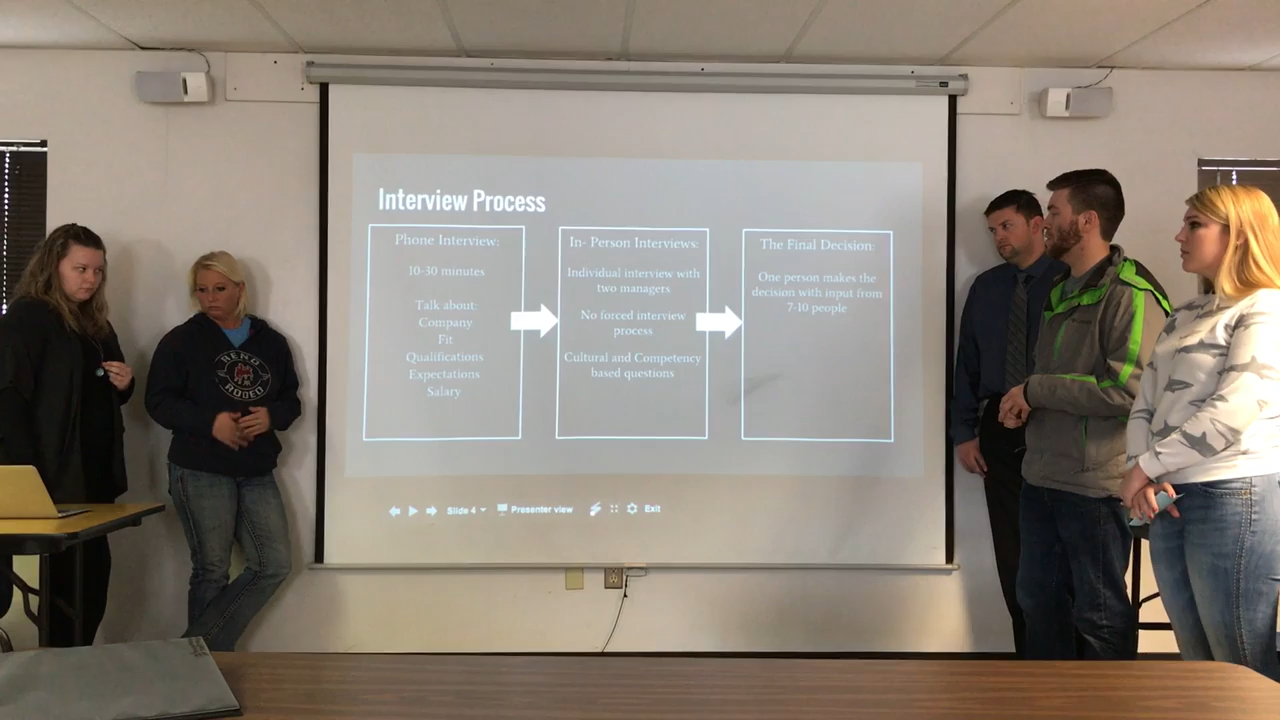 Interview Process
Phone Interview:
10-30 minutes
Talk about:
Company
Fit
Qualifications
Expectations
Salary
In- Person Interviews:
Individual interview with
two managers
No forced interview
process
Cultural and Competency
based questions
The Final Decision:
One person makes the
decision with input from
7-10 people
Slide 4
Presenter view
Exit
RENO
RODEO